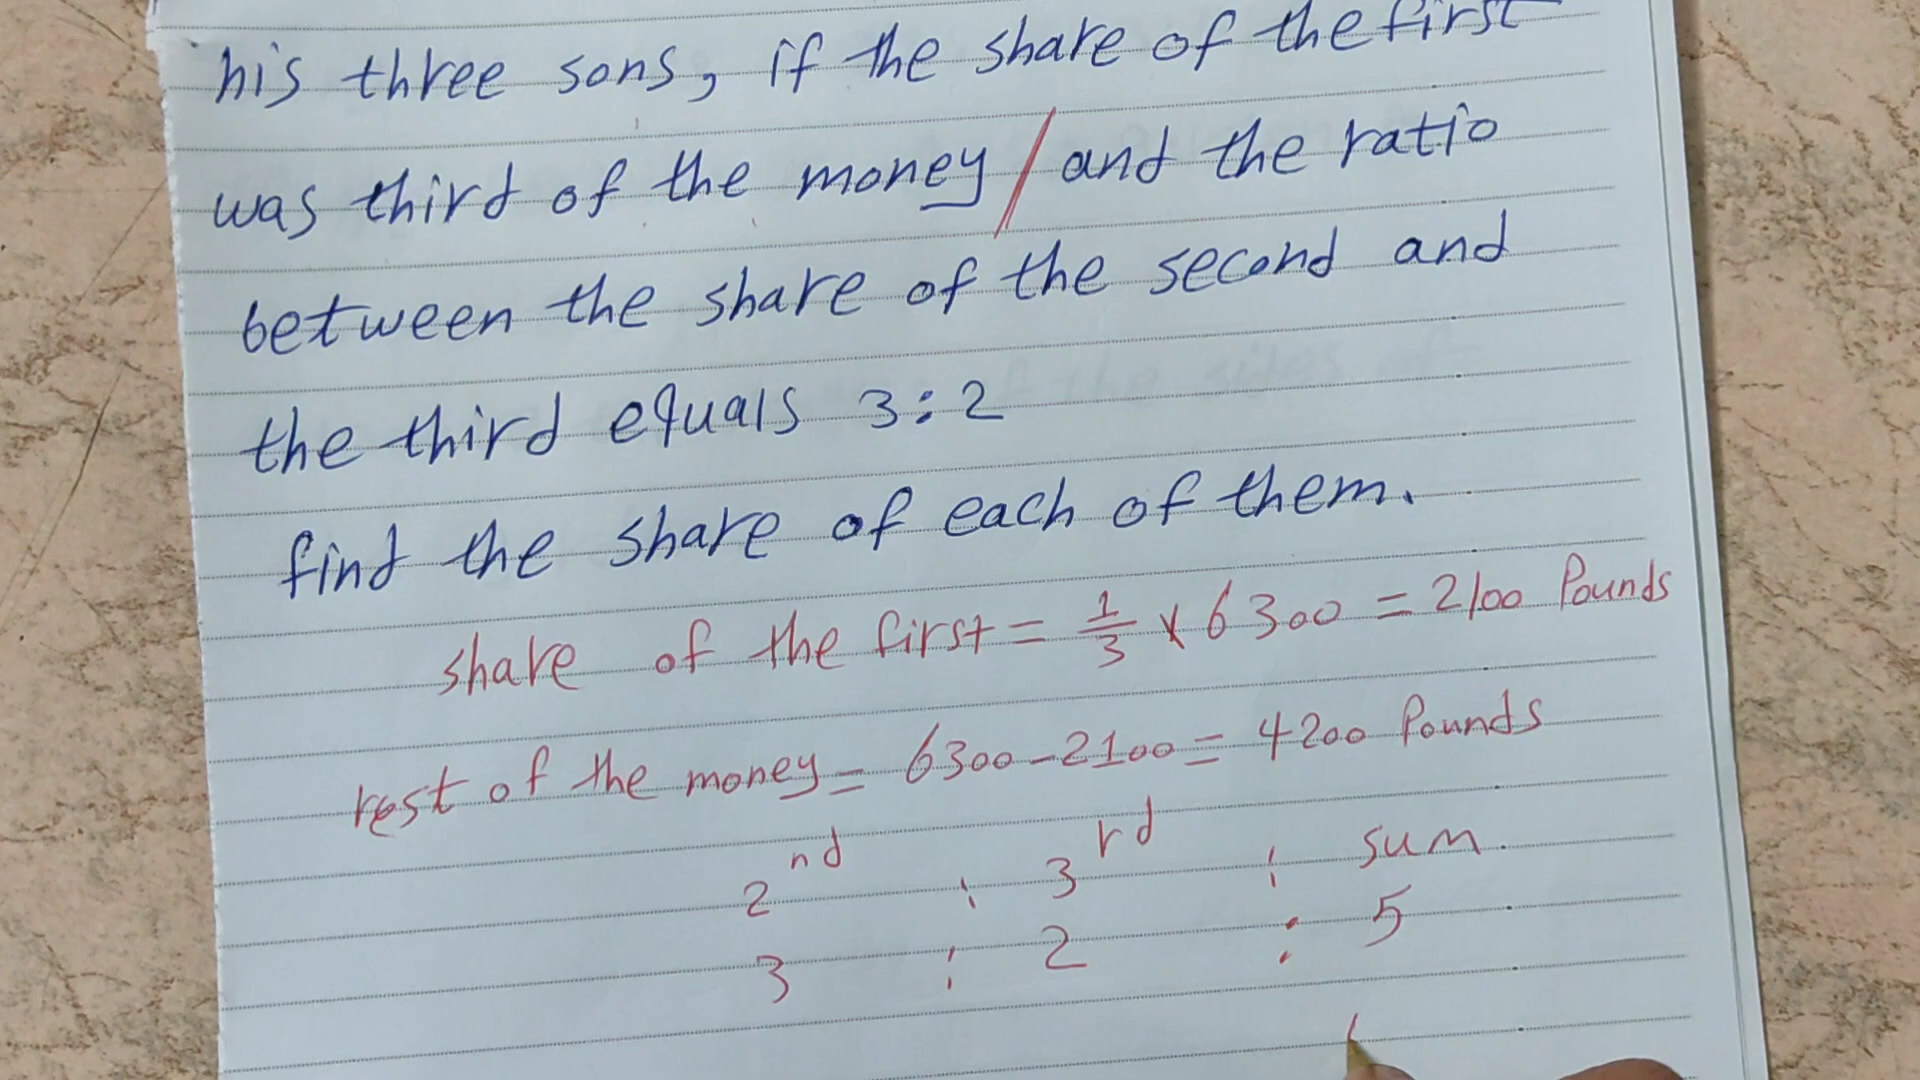 his three sons, if the share of the first
was third of the money / and the ratio
between the share of the second and
the third equals 3:2
find the share of each of them.
share of the first = 1/3 x 6300 = 2100 Pounds
rest of the money = 6300-2100 = 4200 Pounds
2nd : 3rd : sum
3 : 2 : 5